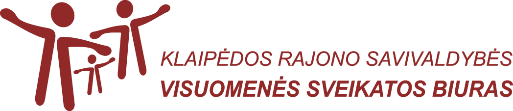 KLAIPĖDOS RAJONO SAVIVALDYBĖS
VISUOMENĖS SVEIKATOS BIURAS